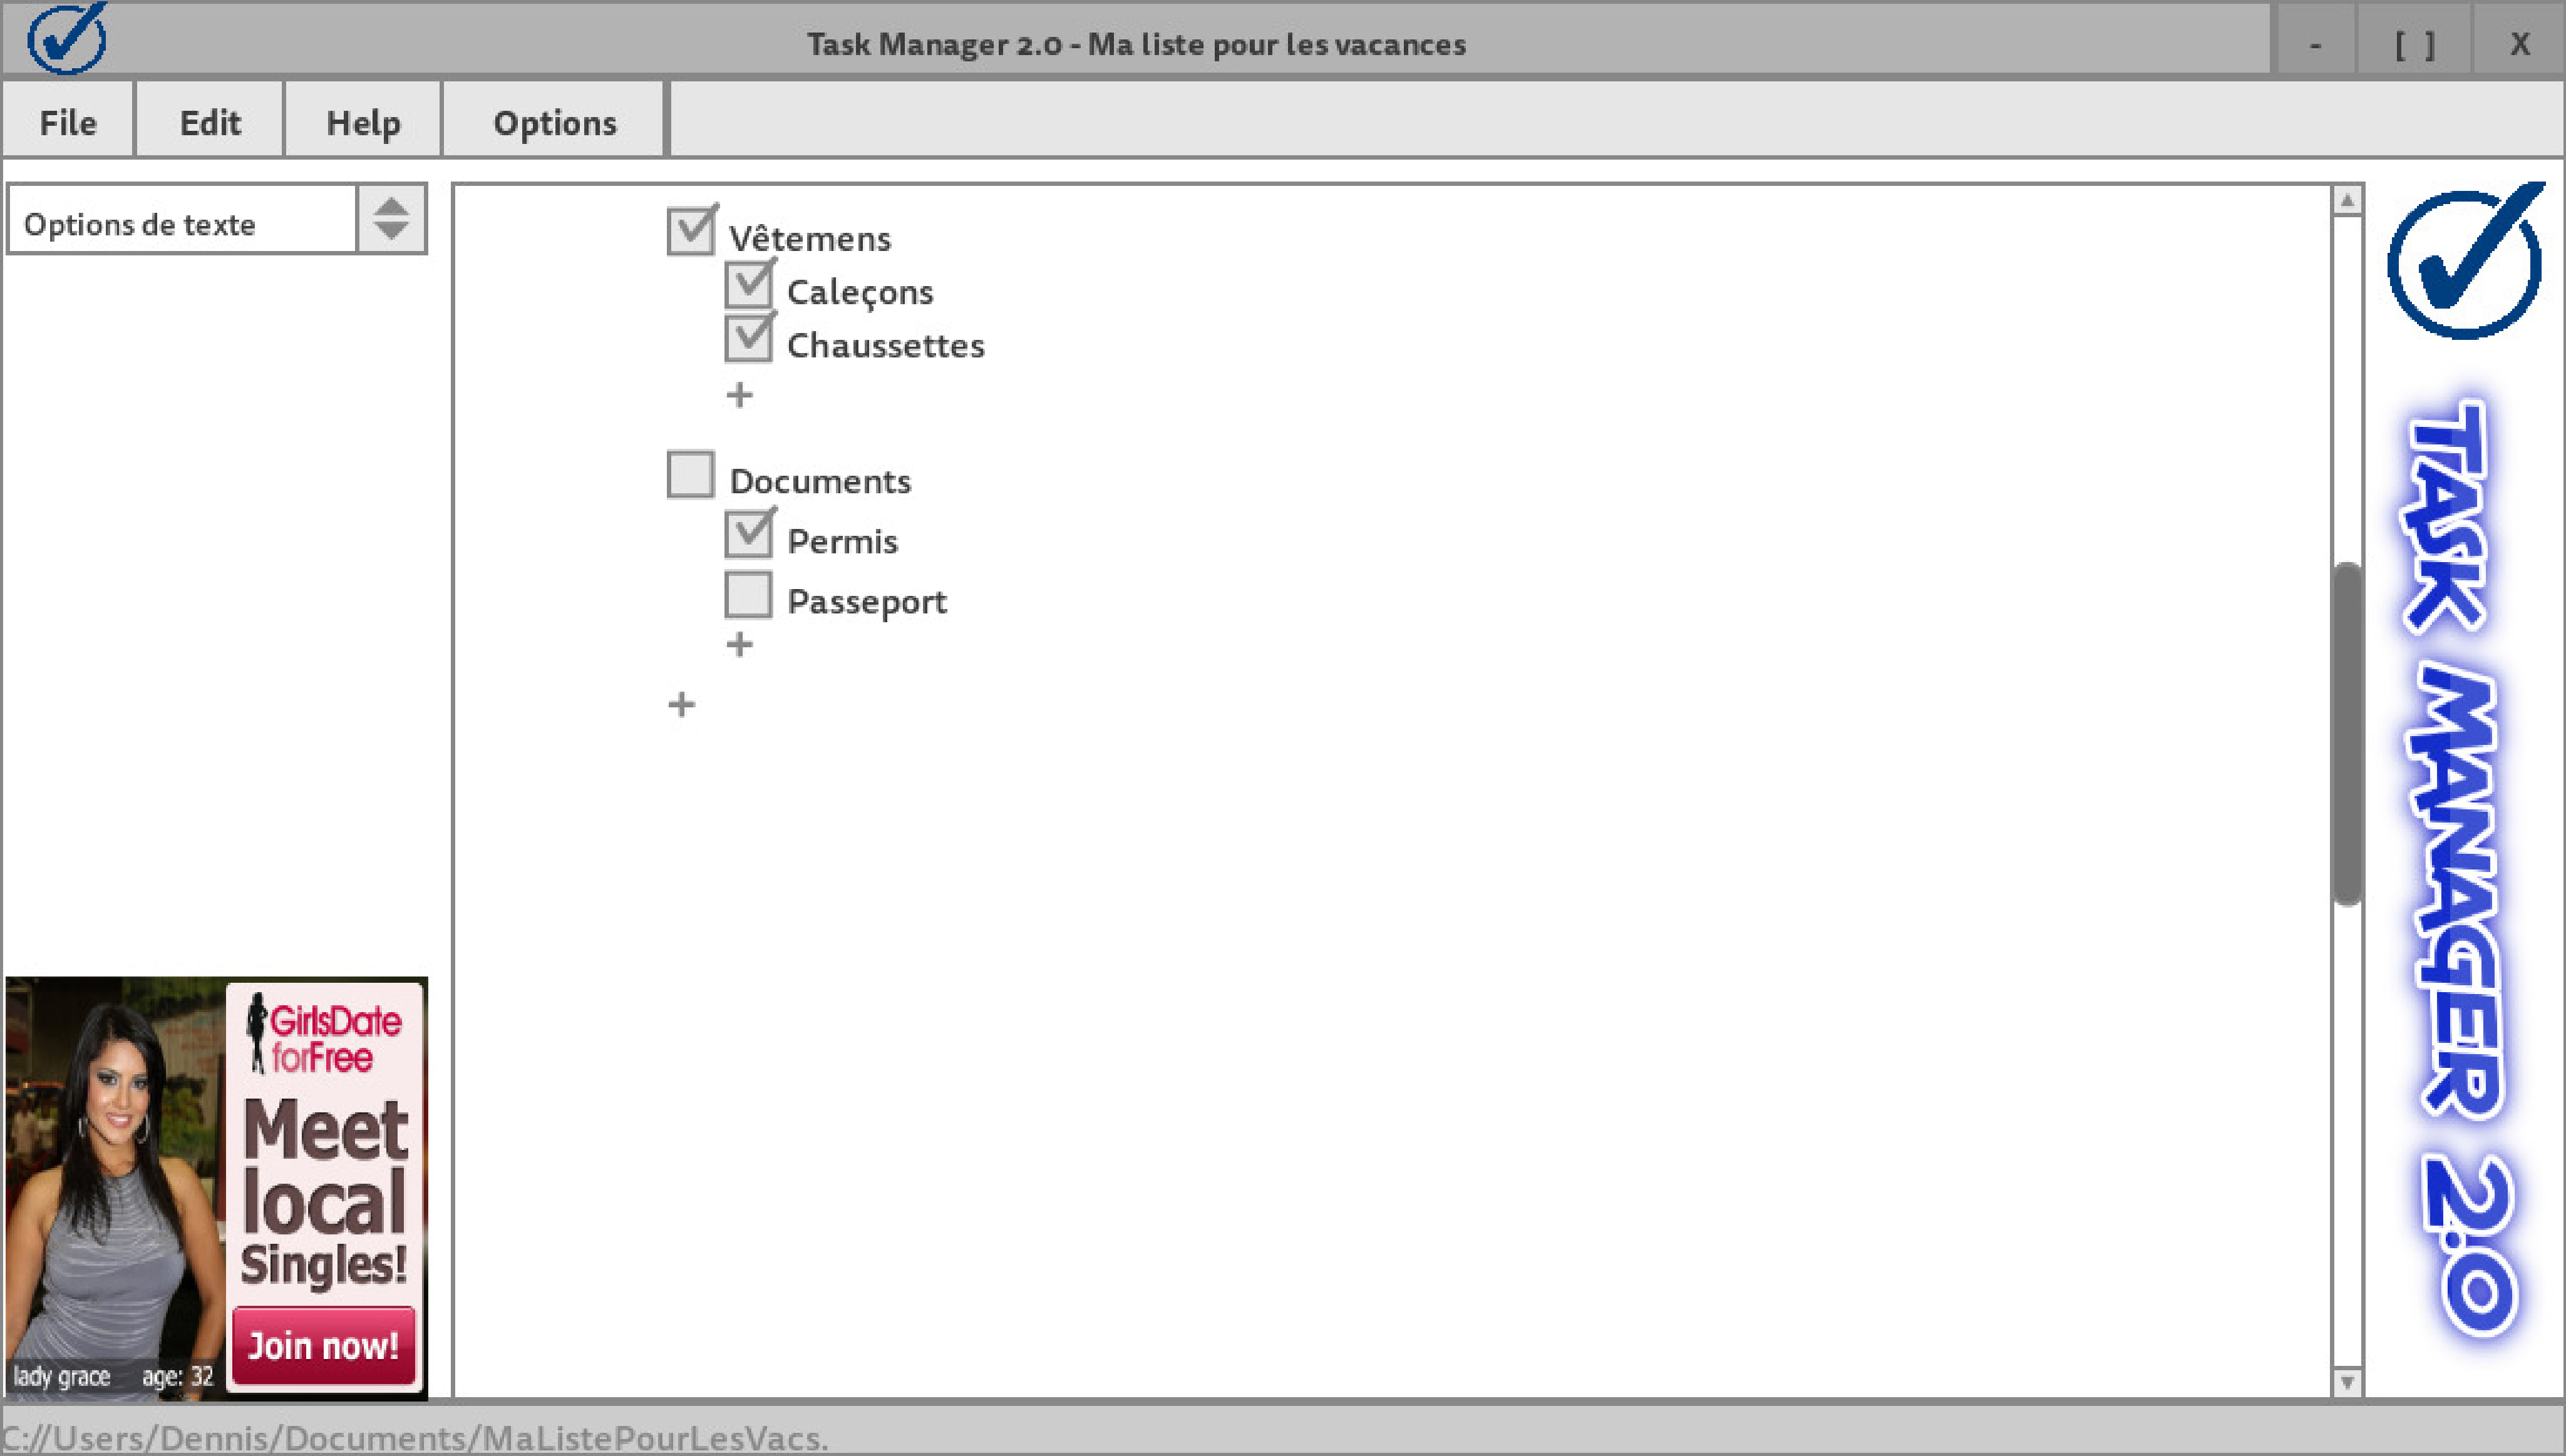 Task Manager 2.0 - Ma liste pour les vacances
-
[ ]
X
File
Edit
Help
Options
Options de texte
Vêtemens
Caleçons
Chaussettes
+
Documents
Permis
Passeport
+
+
TASK MANAGER 2.0
GirlsDate
forFree
Meet
local
Singles!
Join now!
lady grace age: 32
C://Users/Dennis/Documents/MaListePourLesVacs.